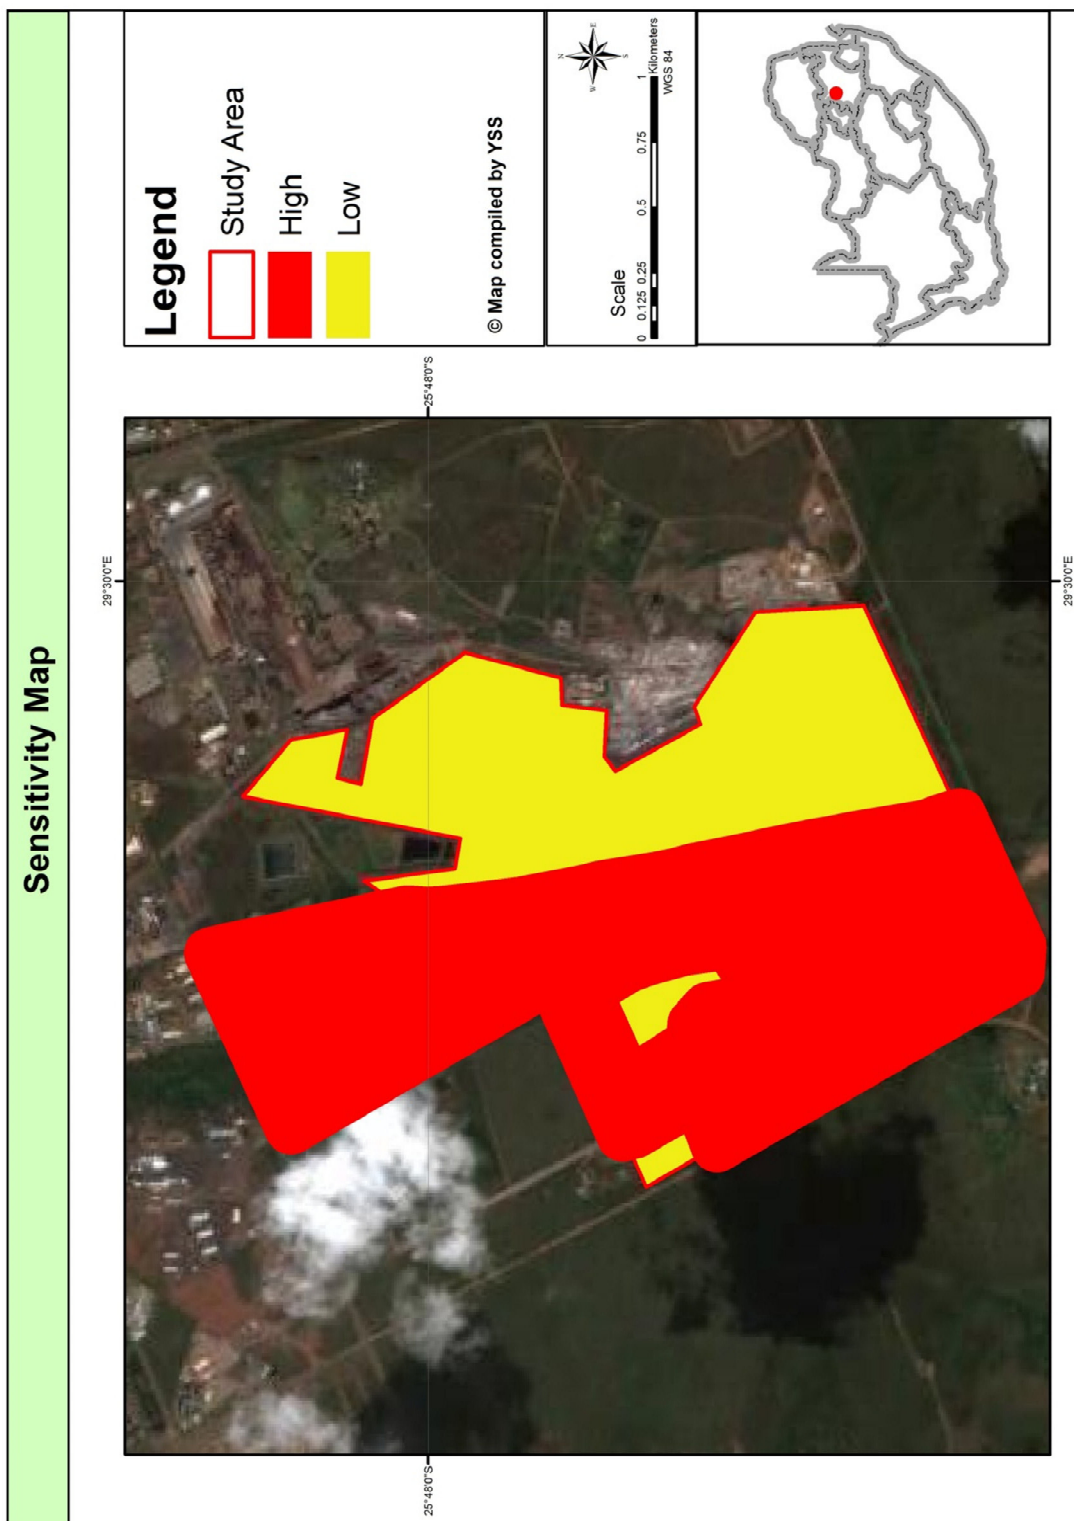 Sensitivity Map
Legend
Study Area
High
Low
© Map compiled by YSS
N
E
S
W
Scale
0 0.125 0.25 0.5 0.75 1
Kilometers
WGS 84
29°30'0"E
25°48'0"S
25°48'0"S
29°30'0"E